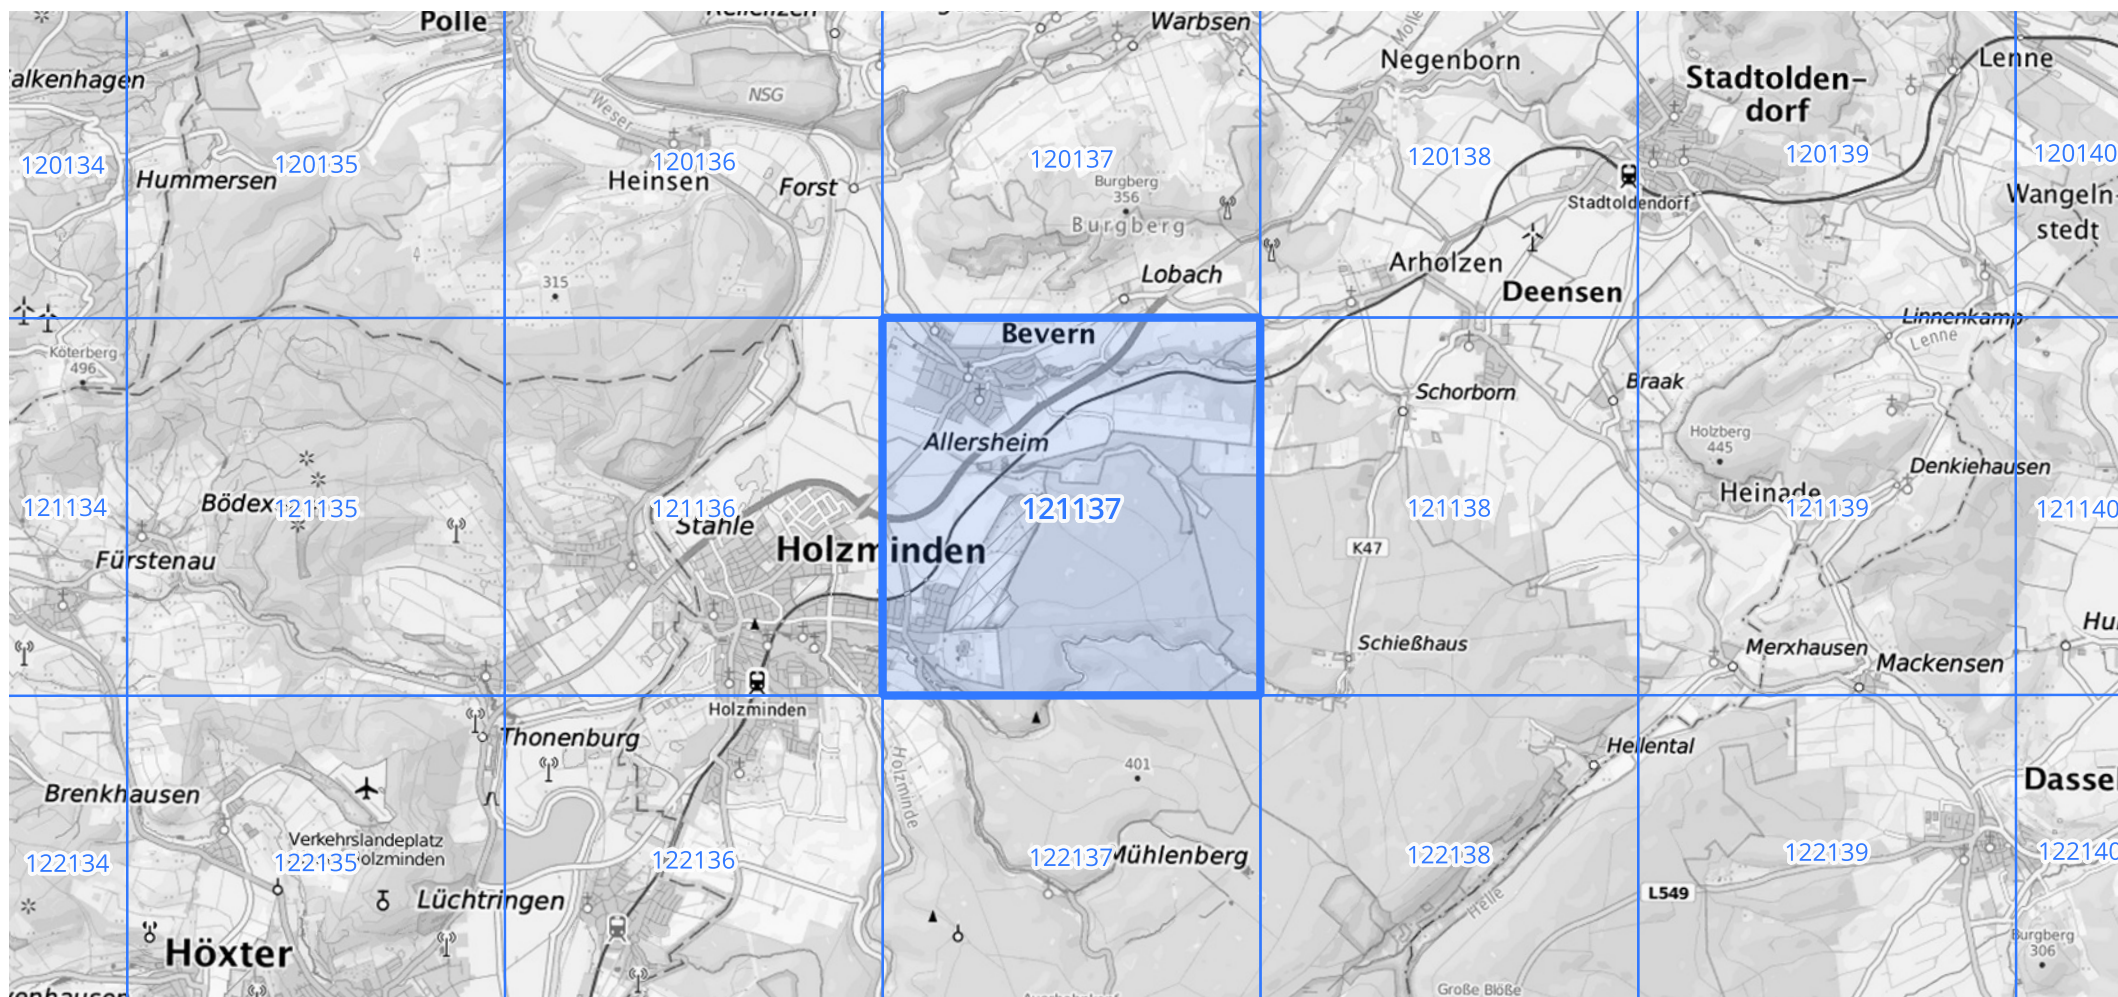 Polle
Warbsen
Negenborn
Stadtolden-
dorf
Lenne
alkenhagen
NSG
Weser
120134
120135
120136
120137
120138
120139
120140
Hummersen
Heinsen
Forst
Burgberg
356
Burgberg
Stadtoldendorf
Wangeln-
stedt
Arholzen
Deensen
Lobach
315
Linnenkamp
Lenne
Köterberg
496
Bevern
Schorborn
Braak
Holzberg
445
Allersheim
Denkiehausen
Heinade
121134
Bödex
121135
121136
121137
121138
121139
121140
Stahle
Holzminden
K47
Fürstenau
Schießhaus
Merxhausen
Mackensen
Holzminden
Thonenburg
Hellental
Holzminde
401
Dassel
Brenkhausen
Verkehrslandeplatz
olzminden
122134
122135
122136
122137
Mühlenberg
122138
122139
122140
L549
Lüchtringen
Helle
Höxter
Burgberg
306
Große Blöße